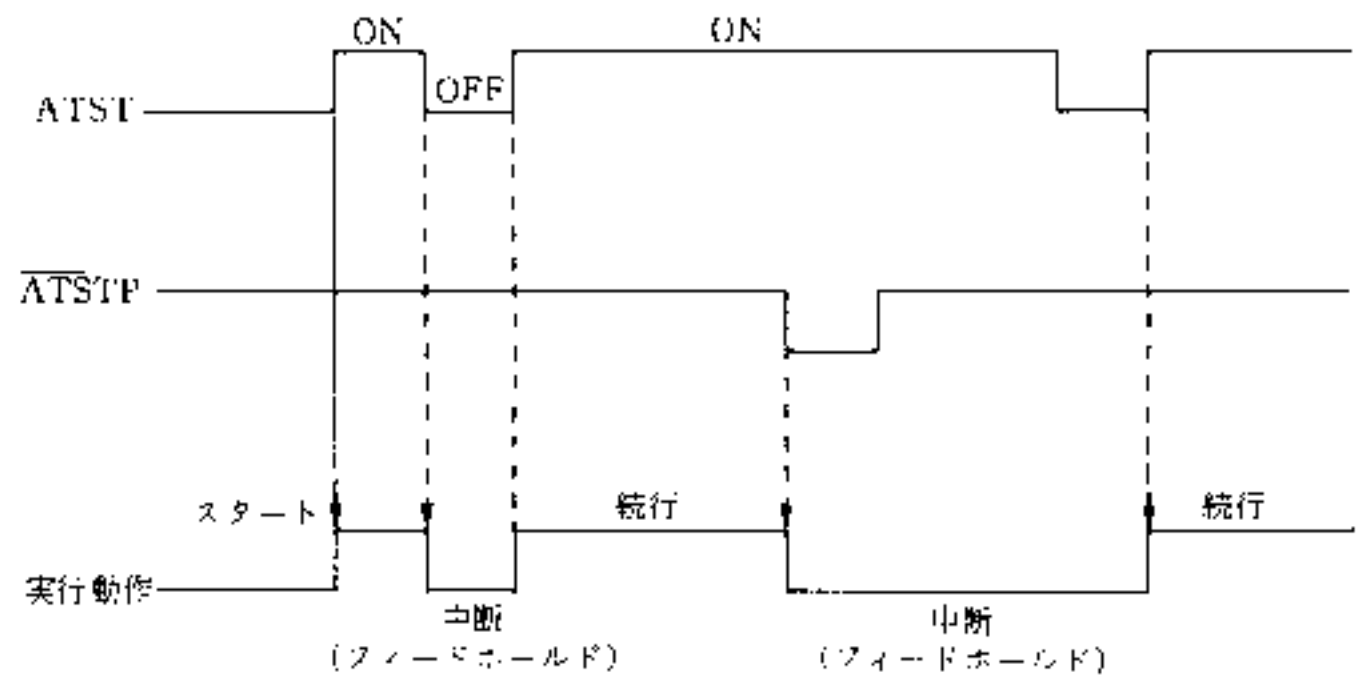 ON
ON
OFF
ATST
ATSTP
スタート
続行
続行
実行動作
中断
中断
(フィードホールド)
(フィードホールド)